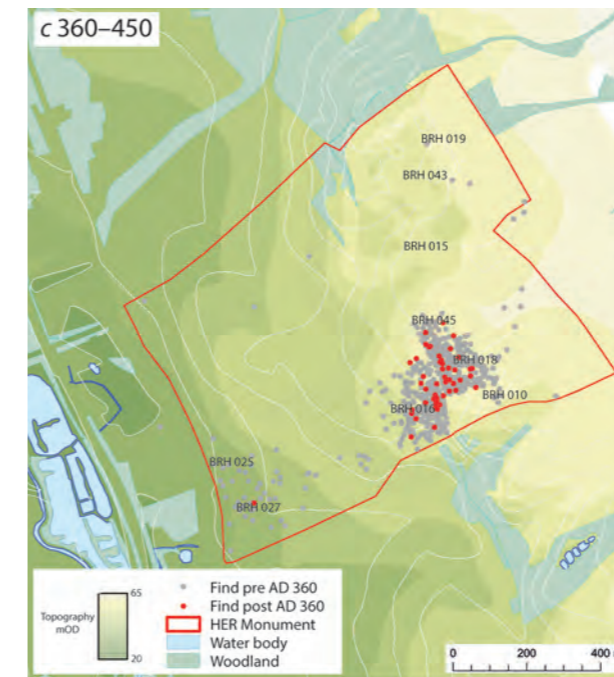 c 360–450
BRH 019
BRH 043
BRH 015
BRH 045
BRH 018
BRH 010
BRH 016
BRH 025
BRH 027
65
Topography
mOD
20
Find pre AD 360
Find post AD 360
HER Monument
Water body
Woodland
0 200 400